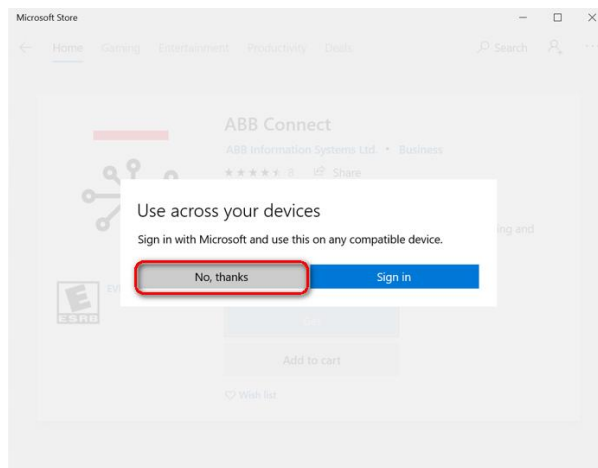 Microsoft Store
Home Gaming Entertainment Productivity Deals Search
ABB Connect
ABB Information Systems Ltd. • Business
8 Share
ng and
Use across your devices
Sign in with Microsoft and use this on any compatible device.
No, thanks Sign in
ESRB
Add to cart
Wish list